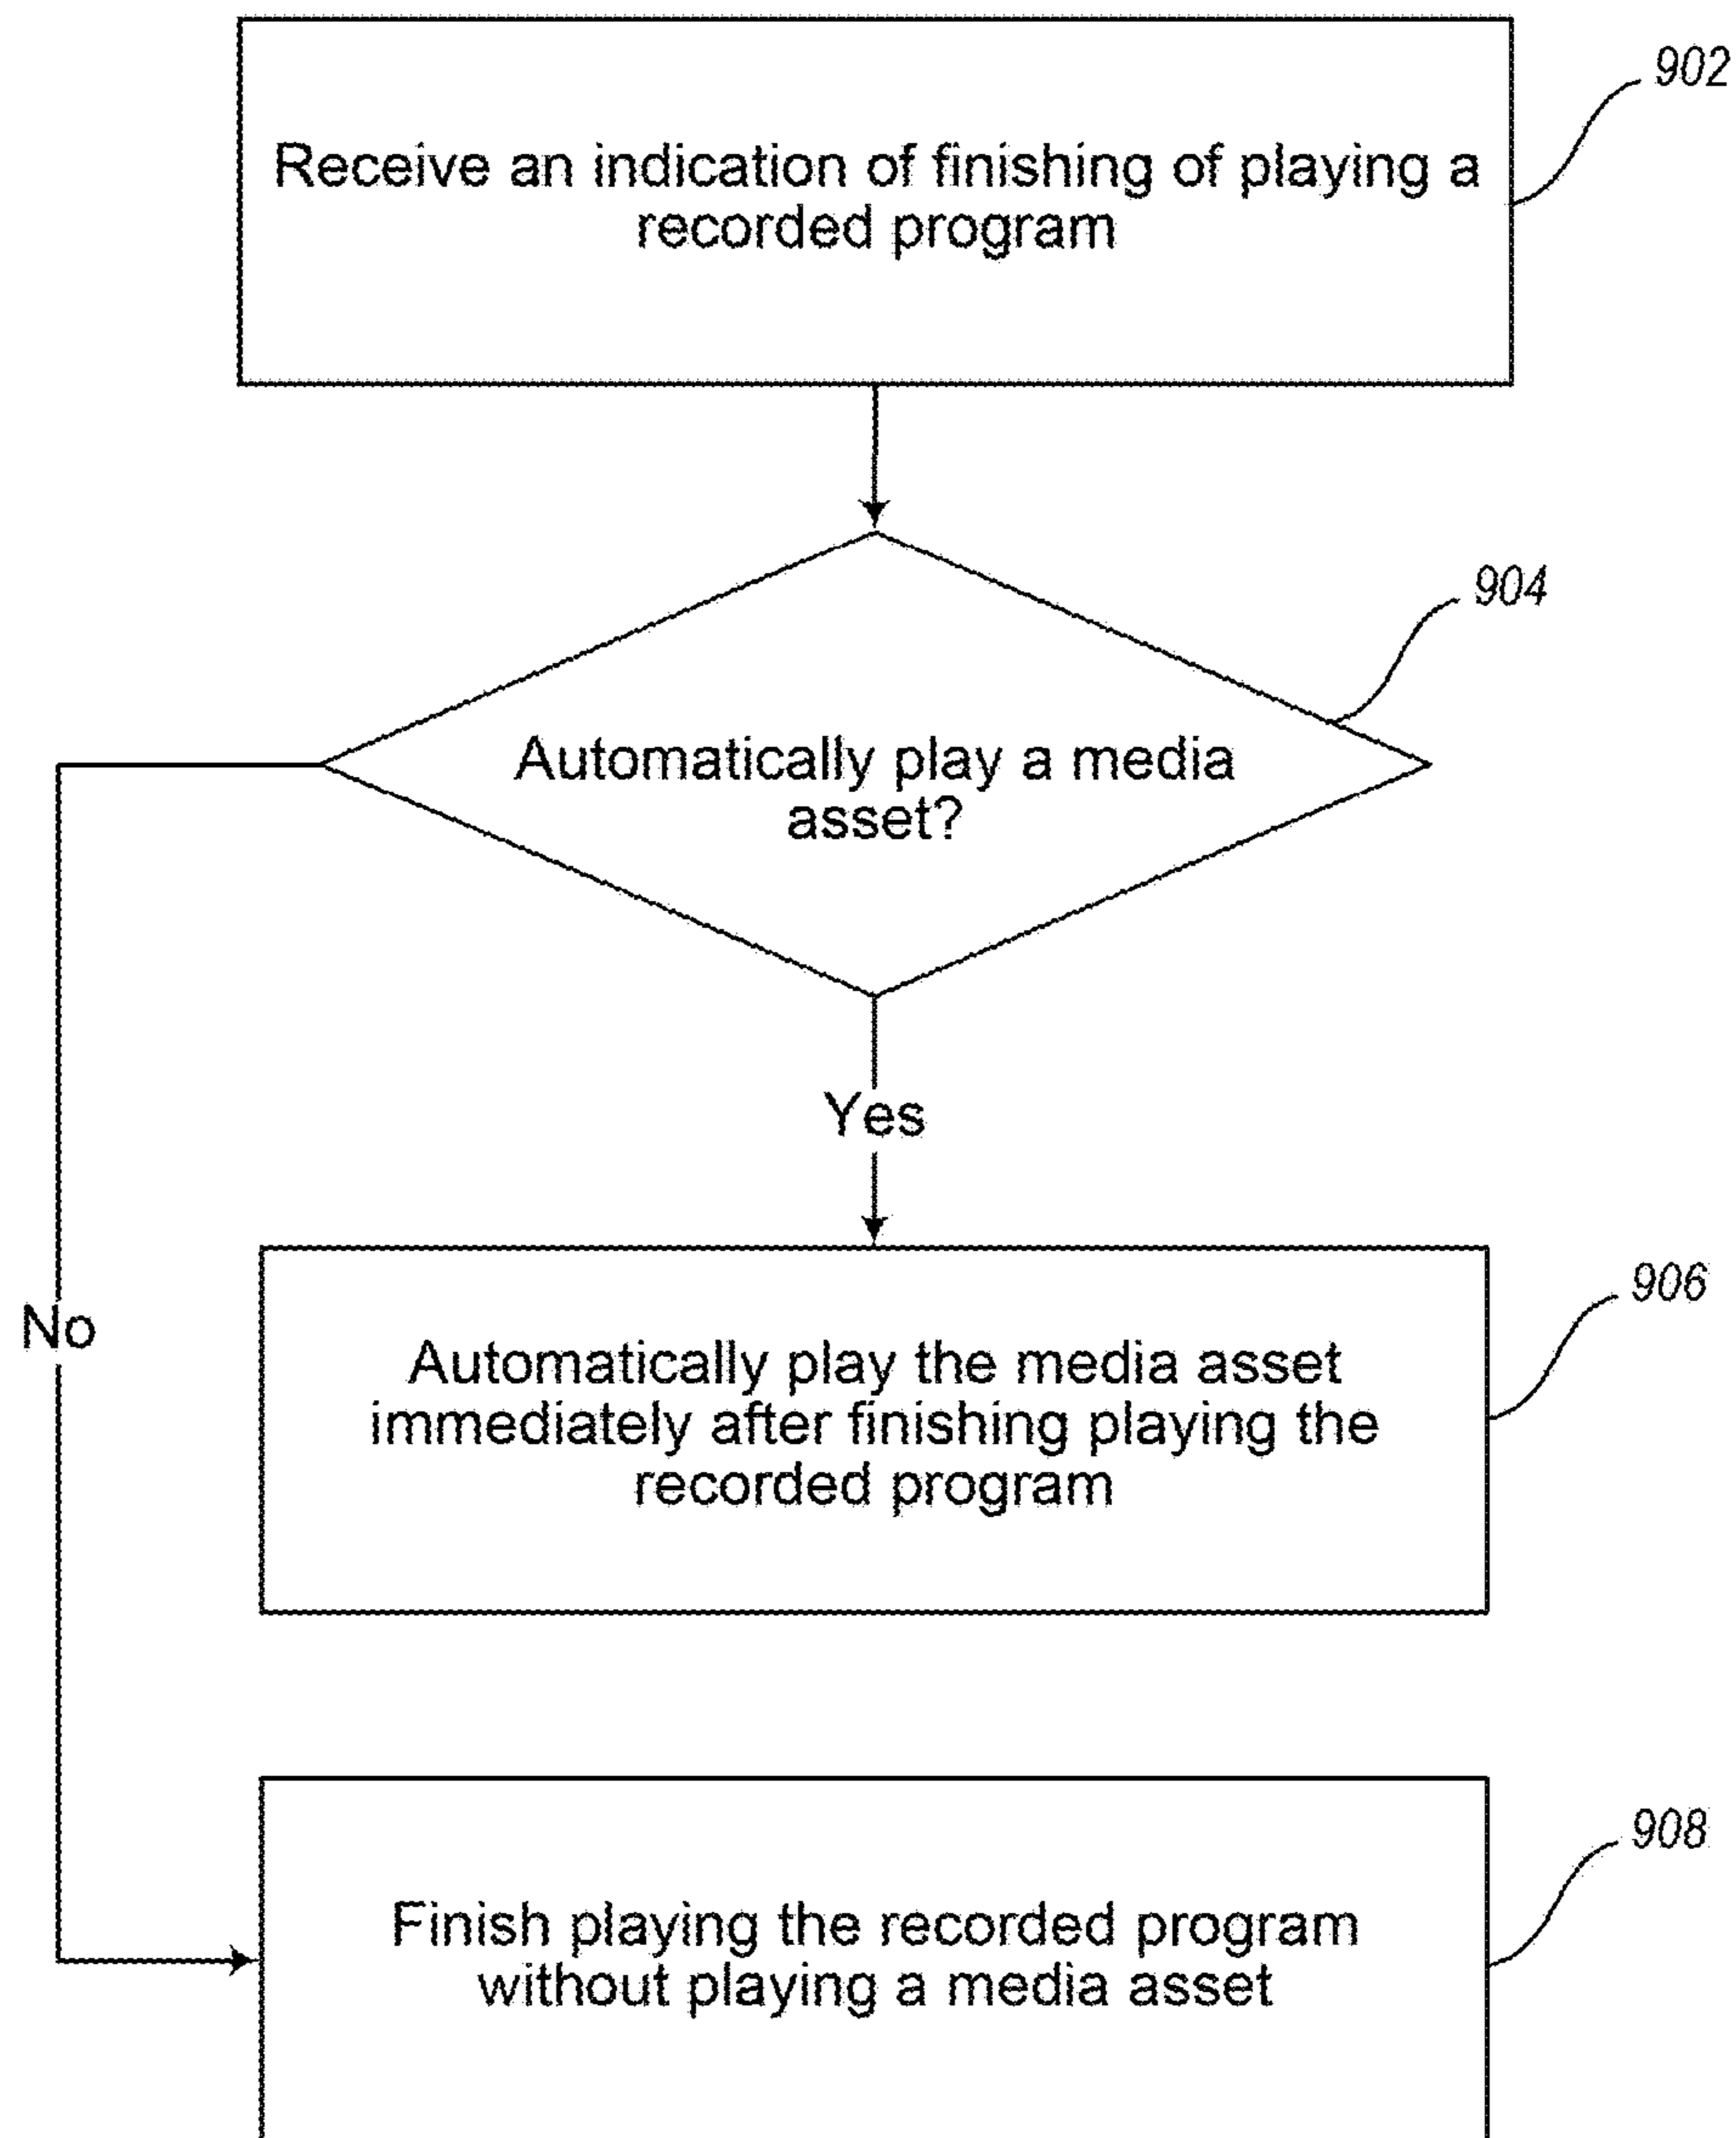 902
Receive an indication of finishing of playing a
recorded program
904
Automatically play a media
asset?
Yes
No
906
Automatically play the media asset
immediately after finishing playing the
recorded program
908
Finish playing the recorded program
without playing a media asset